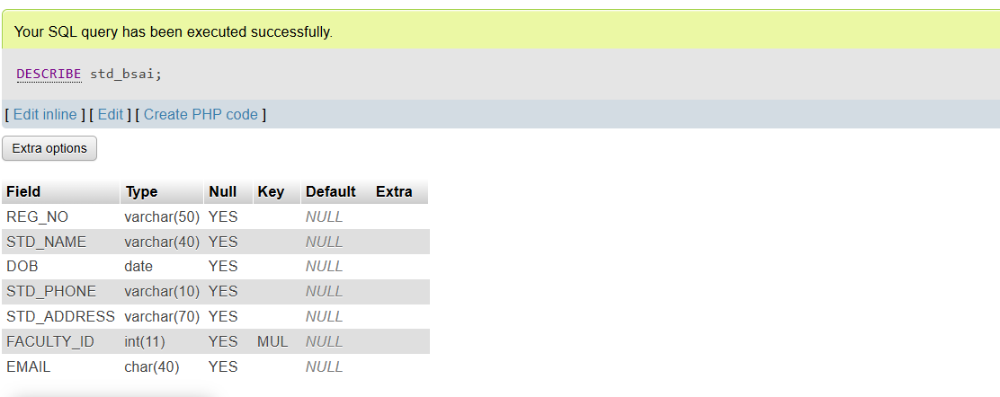 Your SQL query has been executed successfully.
DESCRIBE std_bsai;
[ Edit inline ] [ Edit ] [ Create PHP code ]
Extra options
Field Type Null Key Default Extra
REG_NO varchar(50) YES NULL
STD_NAME varchar(40) YES NULL
DOB date YES NULL
STD_PHONE varchar(10) YES NULL
STD_ADDRESS varchar(70) YES NULL
FACULTY_ID int(11) YES MUL NULL
EMAIL char(40) YES NULL